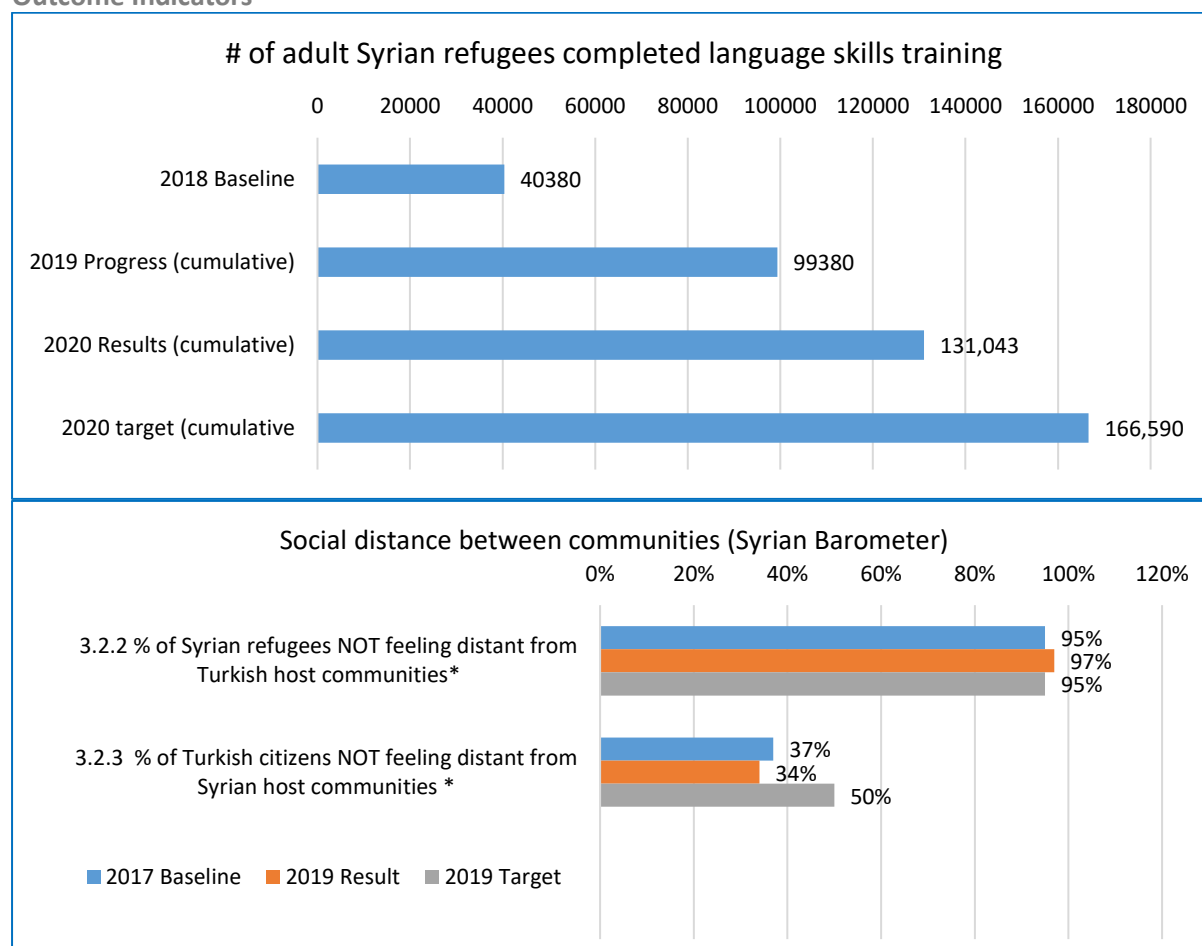 Outcome Indicators
# of adult Syrian refugees completed language skills training
0 20000 40000 60000 80000 100000 120000 140000 160000 180000
2018 Baseline 40380
2019 Progress (cumulative) 99380
2020 Results (cumulative) 131,043
2020 target (cumulative 166,590
Social distance between communities (Syrian Barometer)
0% 20% 40% 60% 80% 100% 120%
3.2.2 % of Syrian refugees NOT feeling distant from
Turkish host communities*
95%
97%
95%
3.2.3 % of Turkish citizens NOT feeling distant from
Syrian host communities *
37%
34%
50%
2017 Baseline 2019 Result 2019 Target